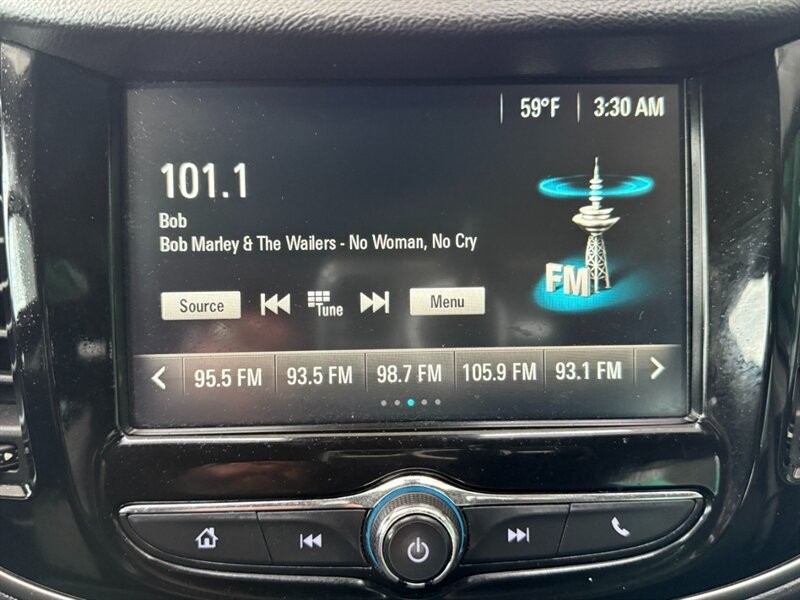 59°F 3:30 AM
101.1
Bob
Bob Marley & The Wailers - No Woman, No Cry
FM
Source Tune Menu
95.5 FM 93.5 FM 98.7 FM 105.9 FM 93.1 FM